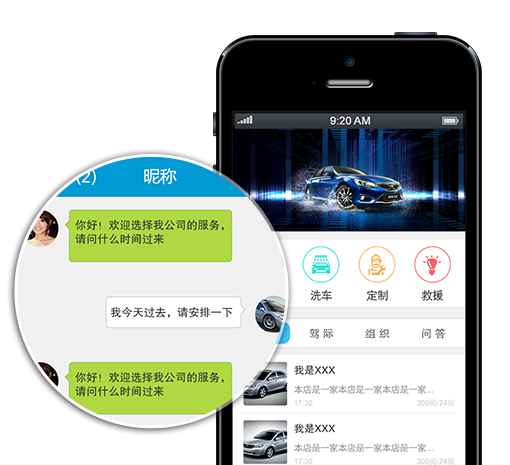 9:20 AM
(2)
昵称
你好！欢迎选择我公司的服务，
请问什么时间过来
我今天过去，请安排一下
你好！欢迎选择我公司的服务，
请问什么时间过来
洗车
定制
救援
驾 际
组 织
问 答
我是XXX
本店是一家本店是一家本店是一家...
17:30
300阅/24回
我是XXX
本店是一家本店是一家本店是一家...
17:30
300阅/24回